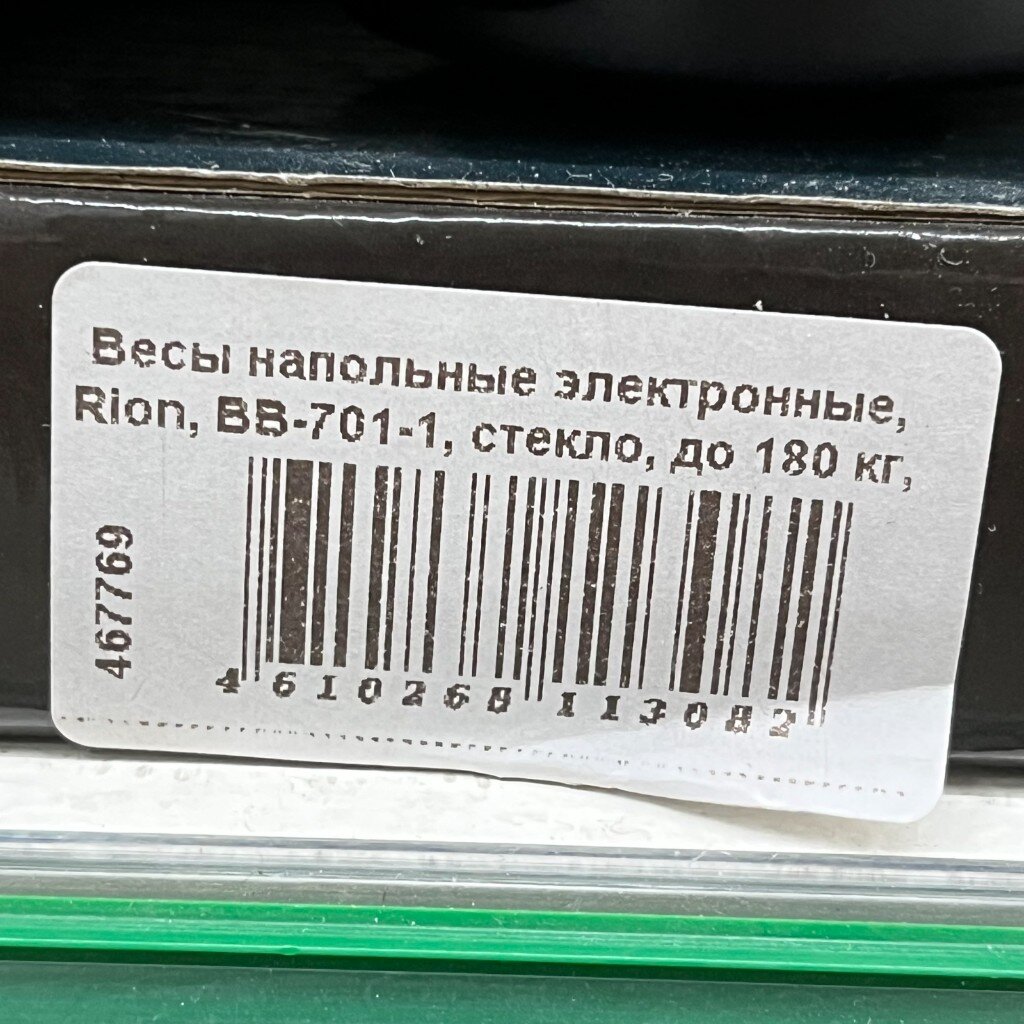 Весы напольные электронные,
Rion, BB-701-1, стекло, до 180 кг,
467769
4 610268 113082